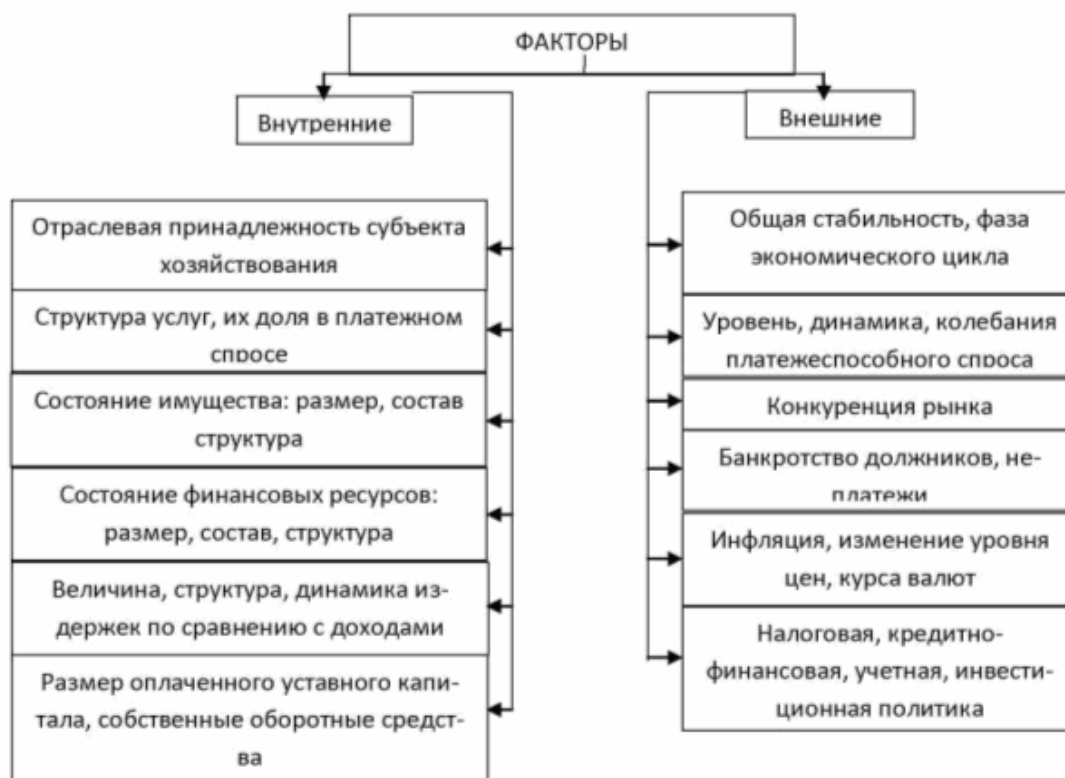 ФАКТОРЫ
Внутренние
Внешние
Отраслевая принадлежность субъекта
хозяйствования
Структура услуг, их доля в платежном
спросе
Состояние имущества: размер, состав
структура
Состояние финансовых ресурсов:
размер, состав, структура
Величина, структура, динамика из-
держек по сравнению с доходами
Размер оплаченного уставного капи-
тала, собственные оборотные средст-
ва
Общая стабильность, фаза
экономического цикла
Уровень, динамика, колебания
платежеспособного спроса
Конкуренция рынка
Банкротство должников, не-
платежи
Инфляция, изменение уровня
цен, курса валют
Налоговая, кредитно-
финансовая, учетная, инвести-
ционная политика